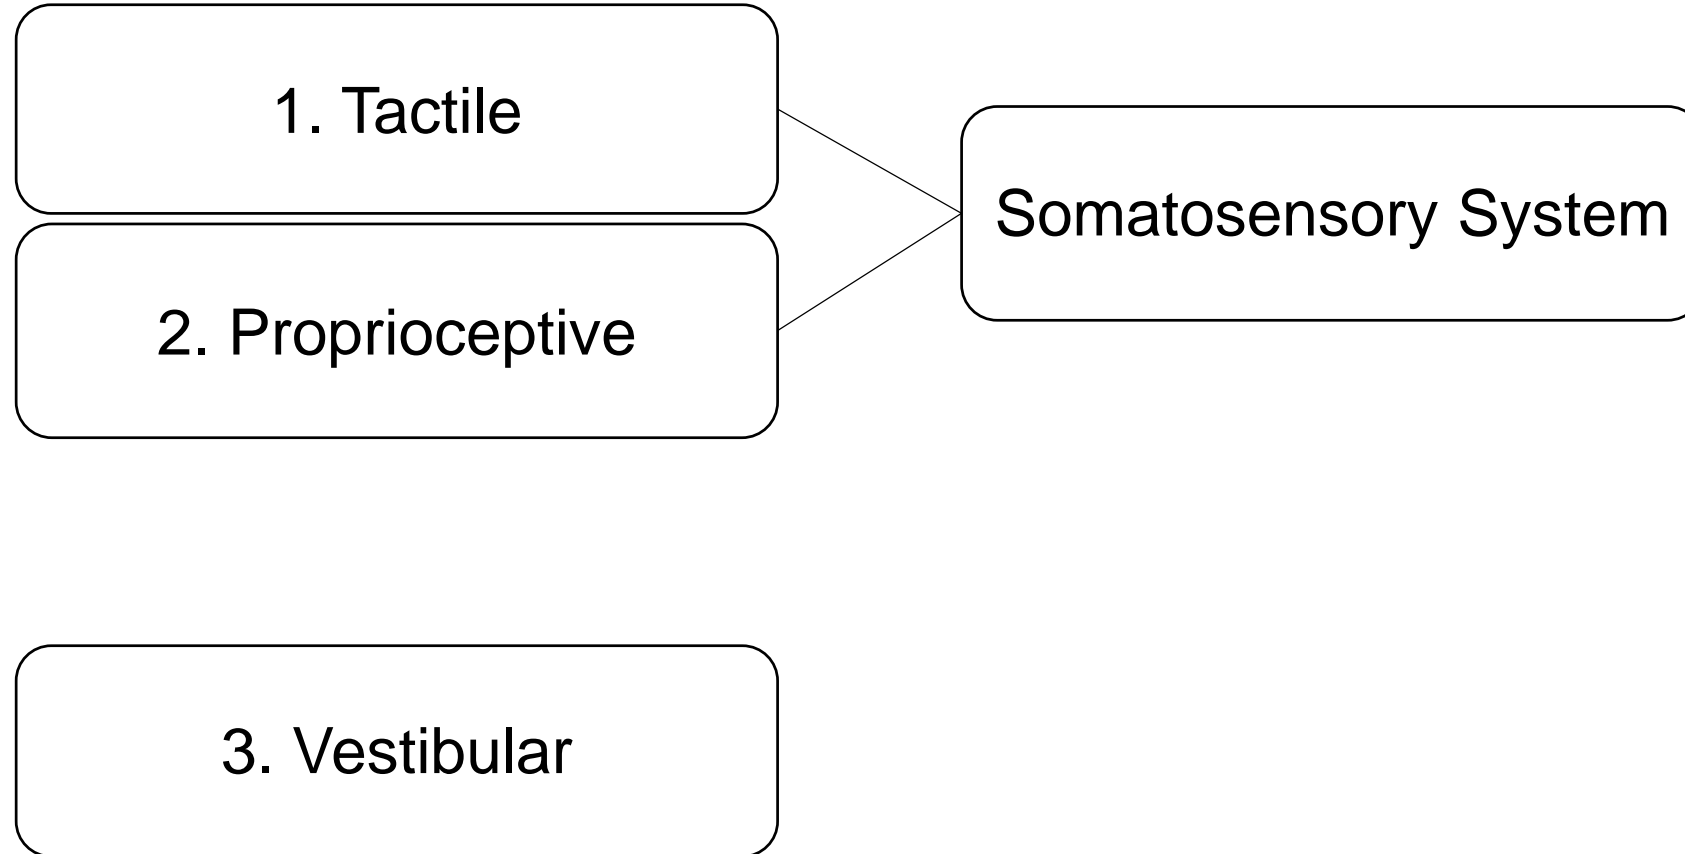 1. Tactile
Somatosensory System
2. Proprioceptive
3. Vestibular